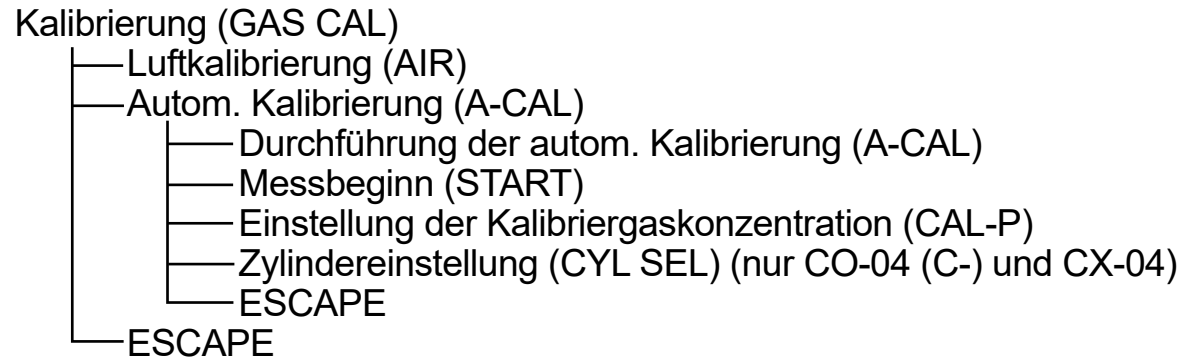 Kalibrierung (GAS CAL)
Luftkalibrierung (AIR)
Autom. Kalibrierung (A-CAL)
Durchführung der autom. Kalibrierung (A-CAL)
Messbeginn (START)
Einstellung der Kalibriergaskonzentration (CAL-P)
Zylindereinstellung (CYL SEL) (nur CO-04 (C-) und CX-04)
ESCAPE
ESCAPE